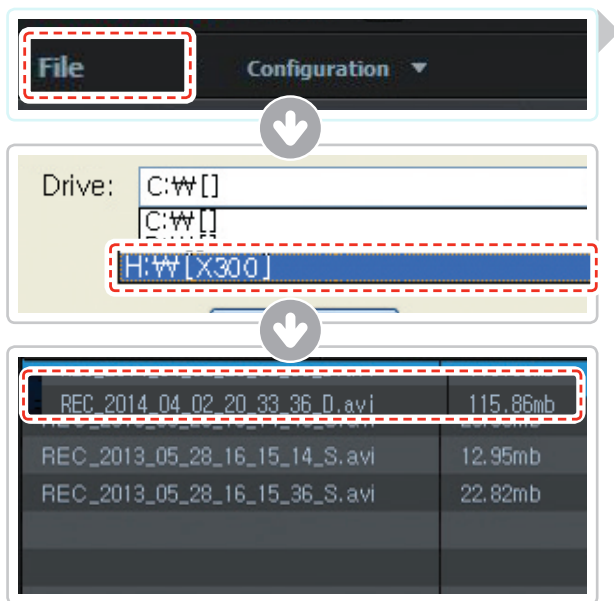 File Configuration ▼
Drive: C:₩[]
C:₩[]
H:₩[X300]
REC_2014_04_02_20_33_36_D.avi 115.86mb
REC_2013_05_28_16_15_14_S.avi 12.95mb
REC_2013_05_28_16_15_36_S.avi 22.82mb